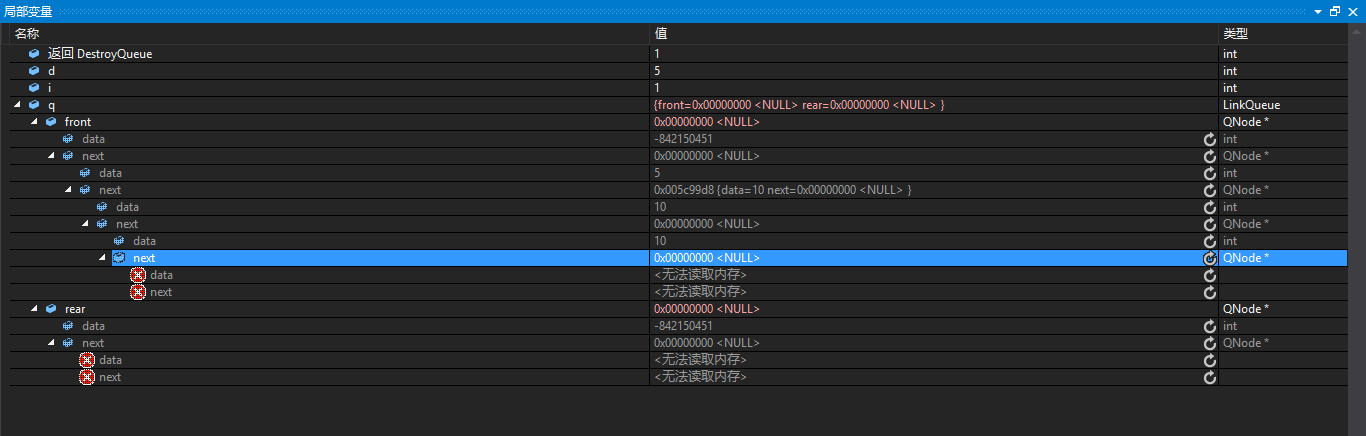 局部变量
名称 值 类型
返回 DestroyQueue 1 int
d 5 int
i 1 int
q {front=0x00000000 <NULL> rear=0x00000000 <NULL> } LinkQueue
front 0x00000000 <NULL> QNode *
data -842150451 int
next 0x00000000 <NULL> QNode *
data 5 int
next 0x005c99d8 {data=10 next=0x00000000 <NULL> } QNode *
data 10 int
next 0x00000000 <NULL> QNode *
data 10 int
next 0x00000000 <NULL> QNode *
data <无法读取内存>
next <无法读取内存>
rear 0x00000000 <NULL> QNode *
data -842150451 int
next 0x00000000 <NULL> QNode *
data <无法读取内存>
next <无法读取内存>